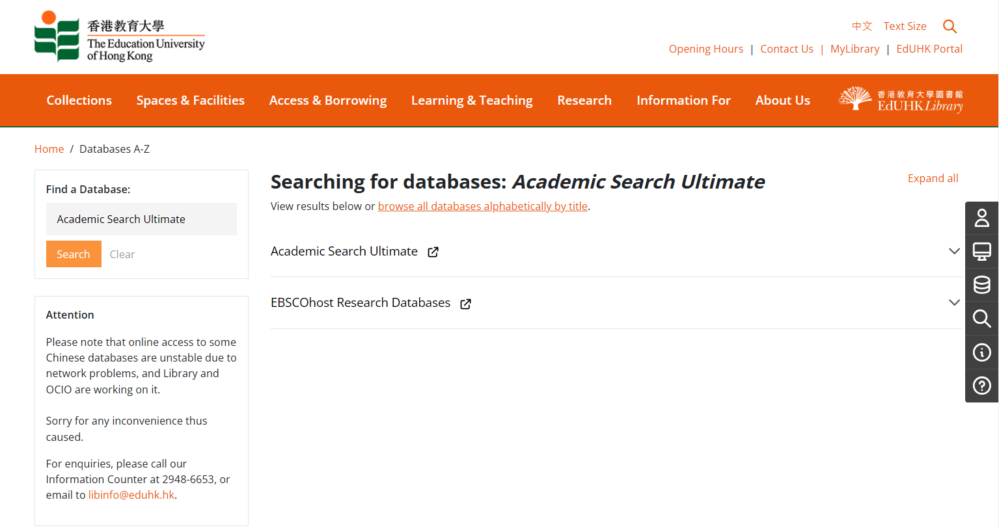 香港教育大學
The Education University
of Hong Kong
中文 Text Size
Opening Hours | Contact Us | MyLibrary | EdUHK Portal
Collections Spaces & Facilities Access & Borrowing Learning & Teaching Research Information For About Us
香港教育大學圖書館
EdUHK Library
Home / Databases A-Z
Find a Database:
Academic Search Ultimate
Search Clear
Attention
Please note that online access to some
Chinese databases are unstable due to
network problems, and Library and
OCIO are working on it.
Sorry for any inconvenience thus
caused.
For enquiries, please call our
Information Counter at 2948-6653, or
email to libinfo@eduhk.hk.
Searching for databases: Academic Search Ultimate
Expand all
View results below or browse all databases alphabetically by title.
Academic Search Ultimate
EBSCOhost Research Databases